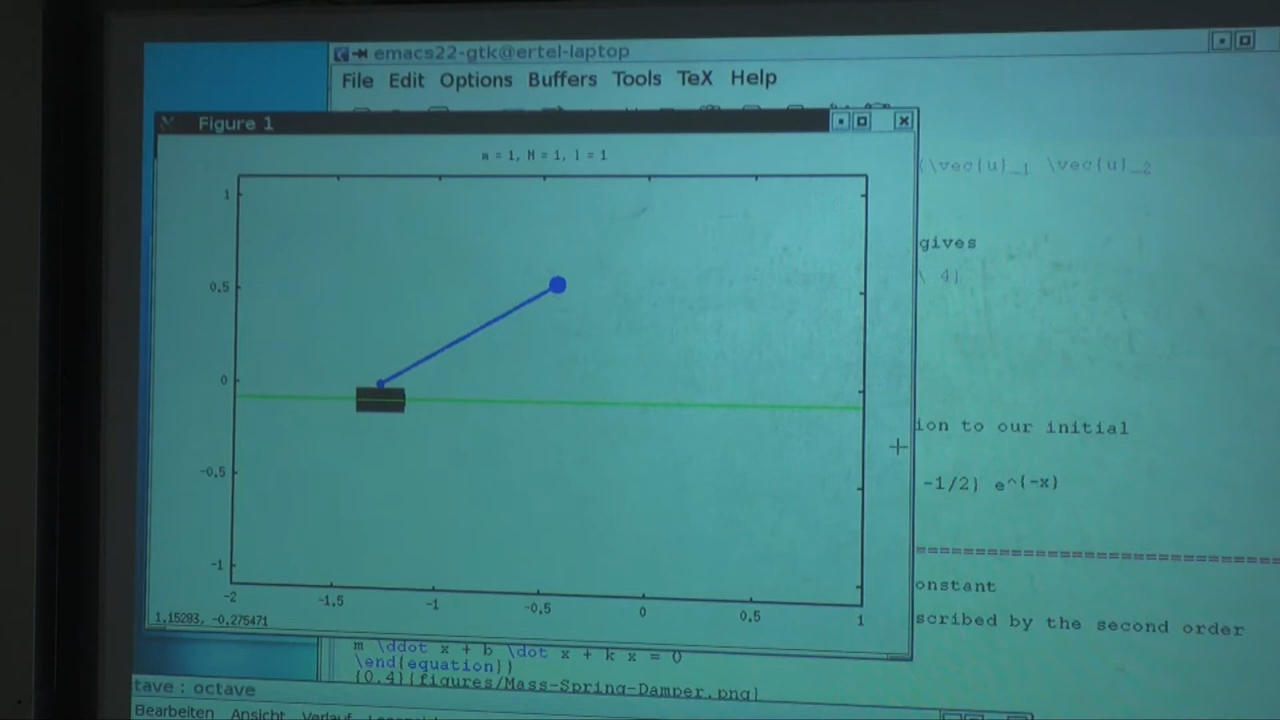 emacs22-gtk@ertel-laptop
File Edit Options Buffers Tools TeX Help
Figure 1
m = 1, M = 1, l = 1
1
0.5
0
-0.5
-1
-2 -1.5 -1 -0.5 0 0.5 1
1.15283, -0.275471
(\vec{u}_1 \vec{u}_2
gives
\ 4)
ion to our initial
-1/2} e^{-x}
onstant
scribed by the second order
m \ddot x + b \dot x + k x = 0
\end{equation}}
{0.4}{figures/Mass-Spring-Damper.png}
tave : octave
Bearbeiten Ansicht Verlauf